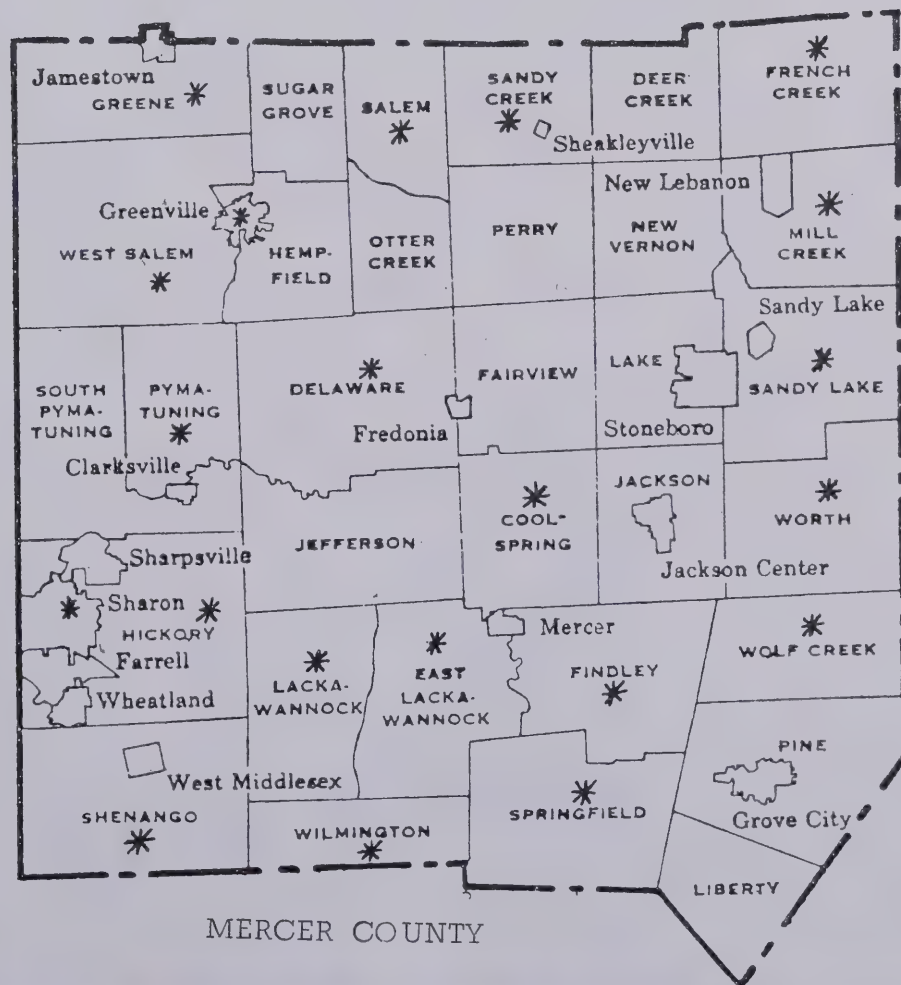 Jamestown
GREENE
SUGAR
GROVE
SALEM
SANDY
CREEK
DEER
CREEK
FRENCH
CREEK
Sheakleyville
New Lebanon
Greenville
WEST SALEM
HEMP-
FIELD
OTTER
CREEK
PERRY
NEW
VERNON
MILL
CREEK
Sandy Lake
SOUTH
PYMA-
TUNING
PYMA-
TUNING
DELAWARE
FAIRVIEW
LAKE
SANDY LAKE
Fredonia
Stoneboro
Clarksville
JEFFERSON
COOL-
SPRING
JACKSON
WORTH
Jackson Center
Sharpsville
Sharon
HICKORY
Farrell
Wheatland
Mercer
LACKA-
WANNOCK
EAST
LACKA-
WANNOCK
FINDLEY
WOLF CREEK
West Middlesex
SHENANGO
WILMINGTON
SPRINGFIELD
PINE
Grove City
LIBERTY
MERCER COUNTY